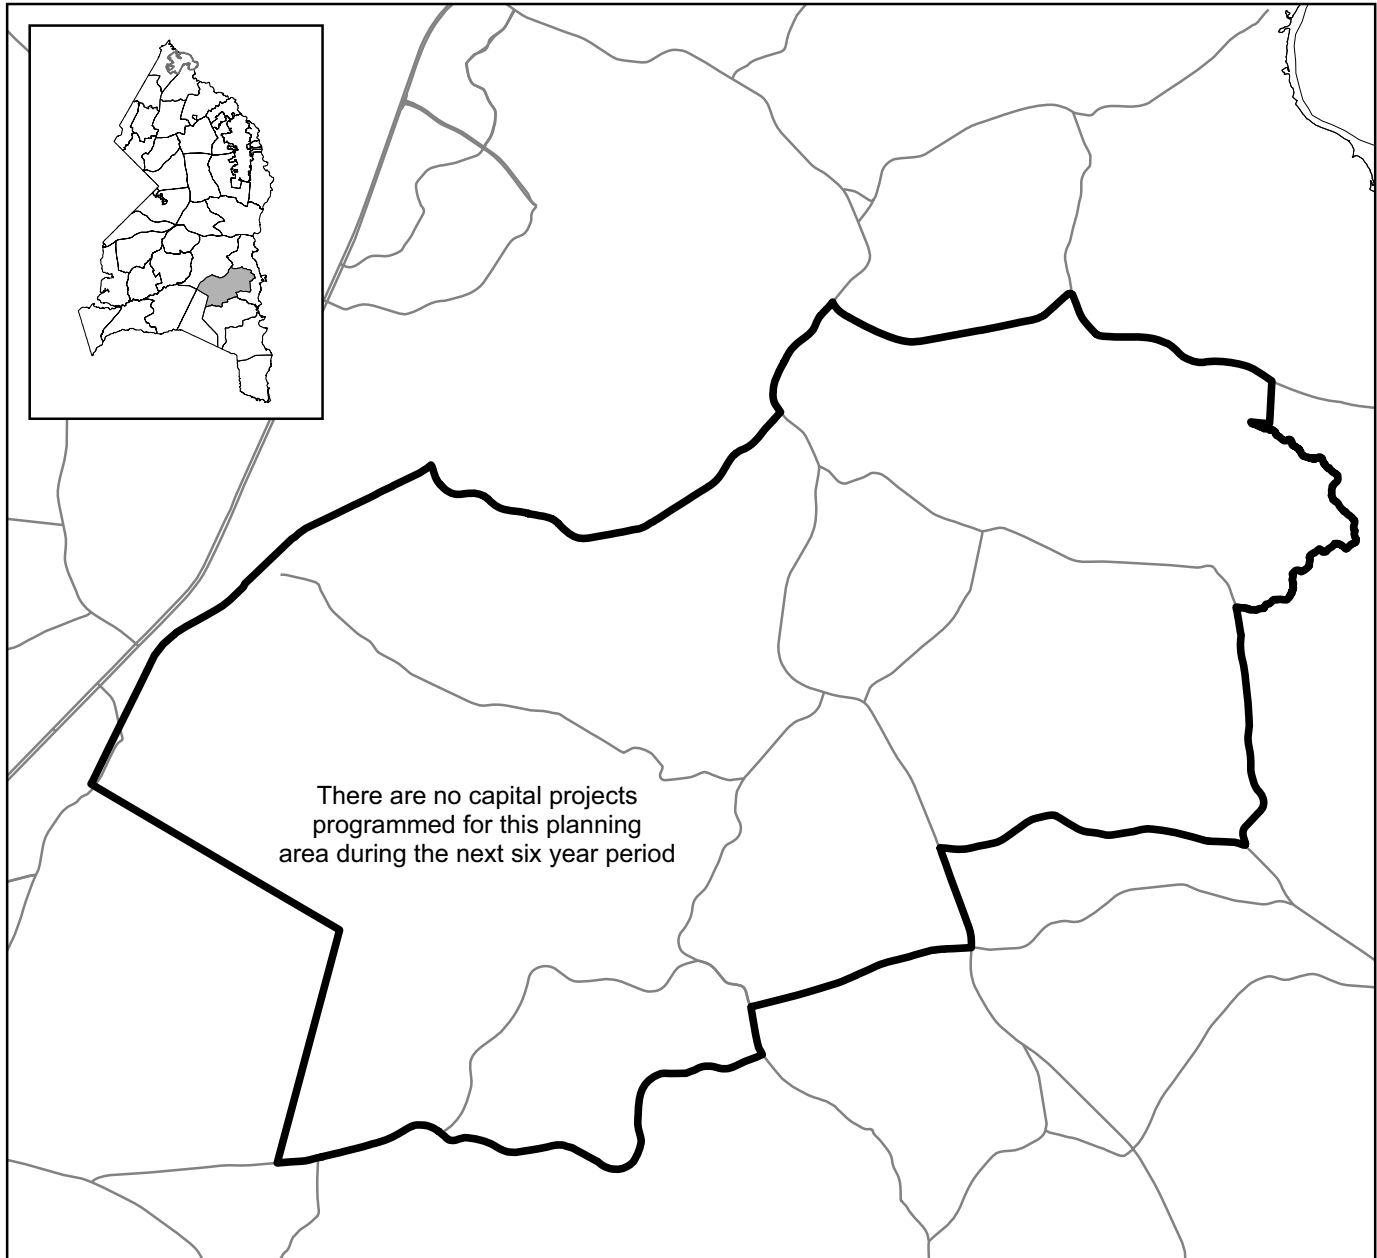 There are no capital projects
programmed for this planning
area during the next six year period